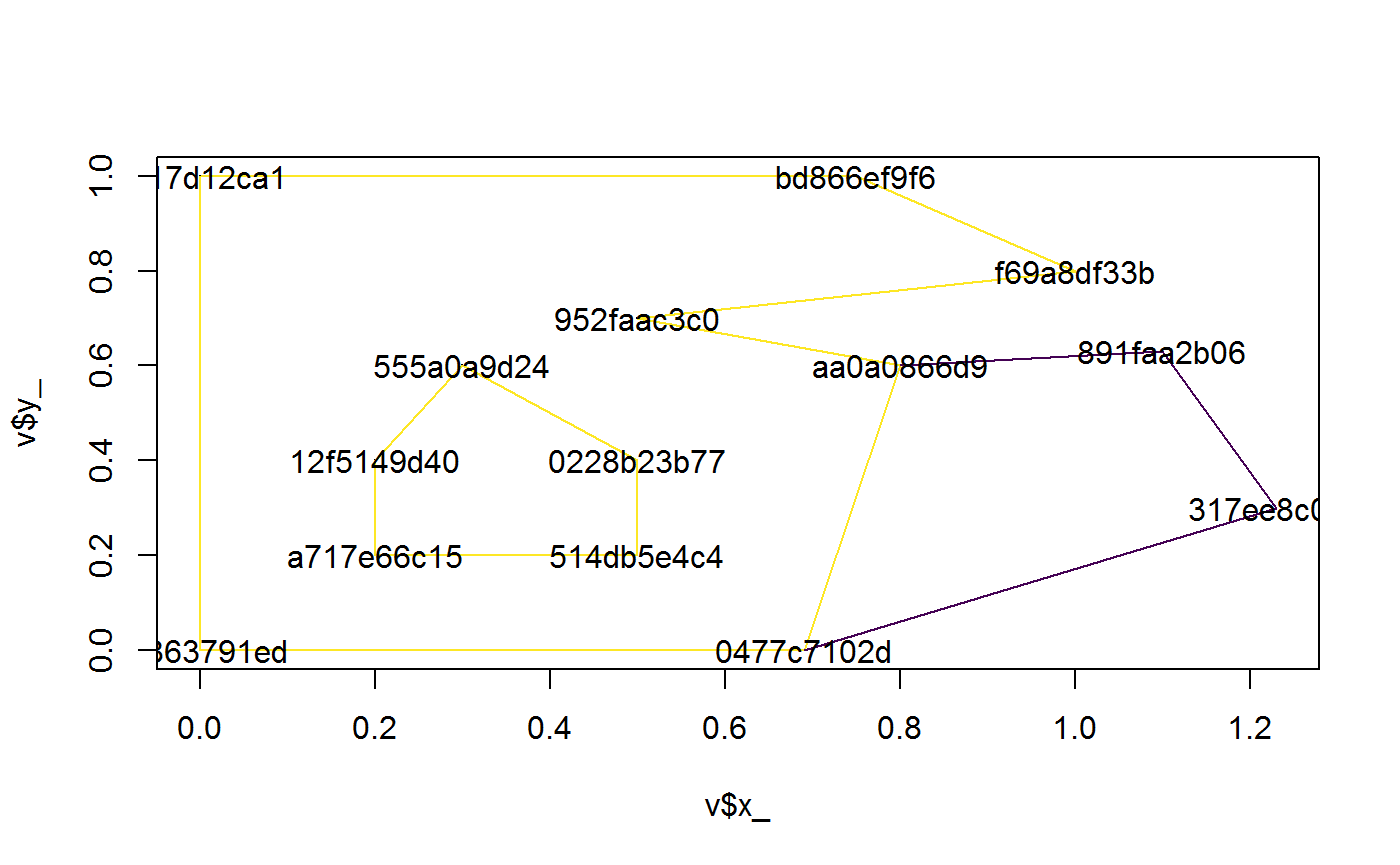 1.0
17d12ca1
bd866ef9f6
0.8
f69a8df33b
952faac3c0
0.6
555a0a9d24
aa0a0866d9
891faa2b06
v$y_
0.4
12f5149d40
0228b23b77
317ee8c0
0.2
a717e66c15
514db5e4c4
0.0
363791ed
0477c7102d
0.0 0.2 0.4 0.6 0.8 1.0 1.2
v$x_